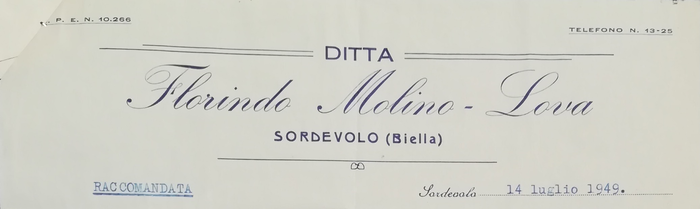 C. P. E. N. 10.266
TELEFONO N. 13-25
DITTA
Florindo Molino - Lova
SORDEVOLO (Biella)
RACCOMANDATA
Sordevolo 14 luglio 1949.